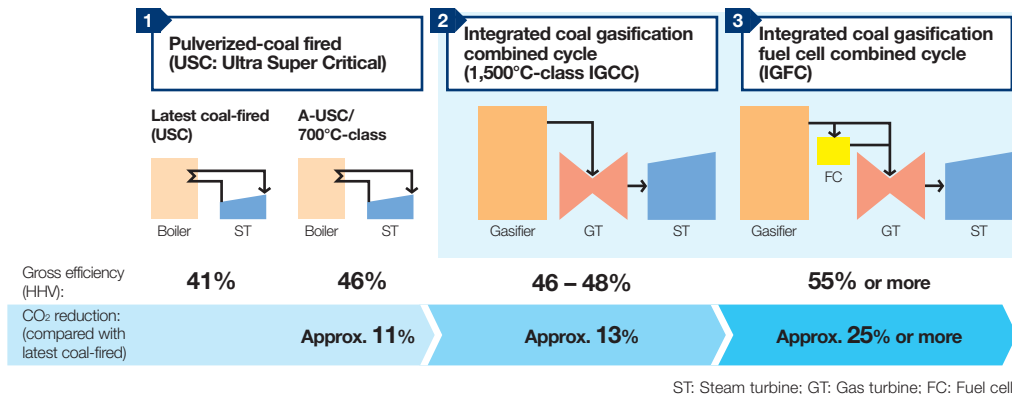 1
Pulverized-coal fired
(USC: Ultra Super Critical)
2
Integrated coal gasification
combined cycle
(1,500°C-class IGCC)
3
Integrated coal gasification
fuel cell combined cycle
(IGFC)
Latest coal-fired
(USC)
A-USC/
700°C-class
Boiler
ST
Boiler
ST
Gasifier
GT
ST
FC
Gasifier
GT
ST
Gross efficiency
(HHV):
41%
46%
46 – 48%
55% or more
CO₂ reduction:
(compared with
latest coal-fired)
Approx. 11%
Approx. 13%
Approx. 25% or more
ST: Steam turbine; GT: Gas turbine; FC: Fuel cell